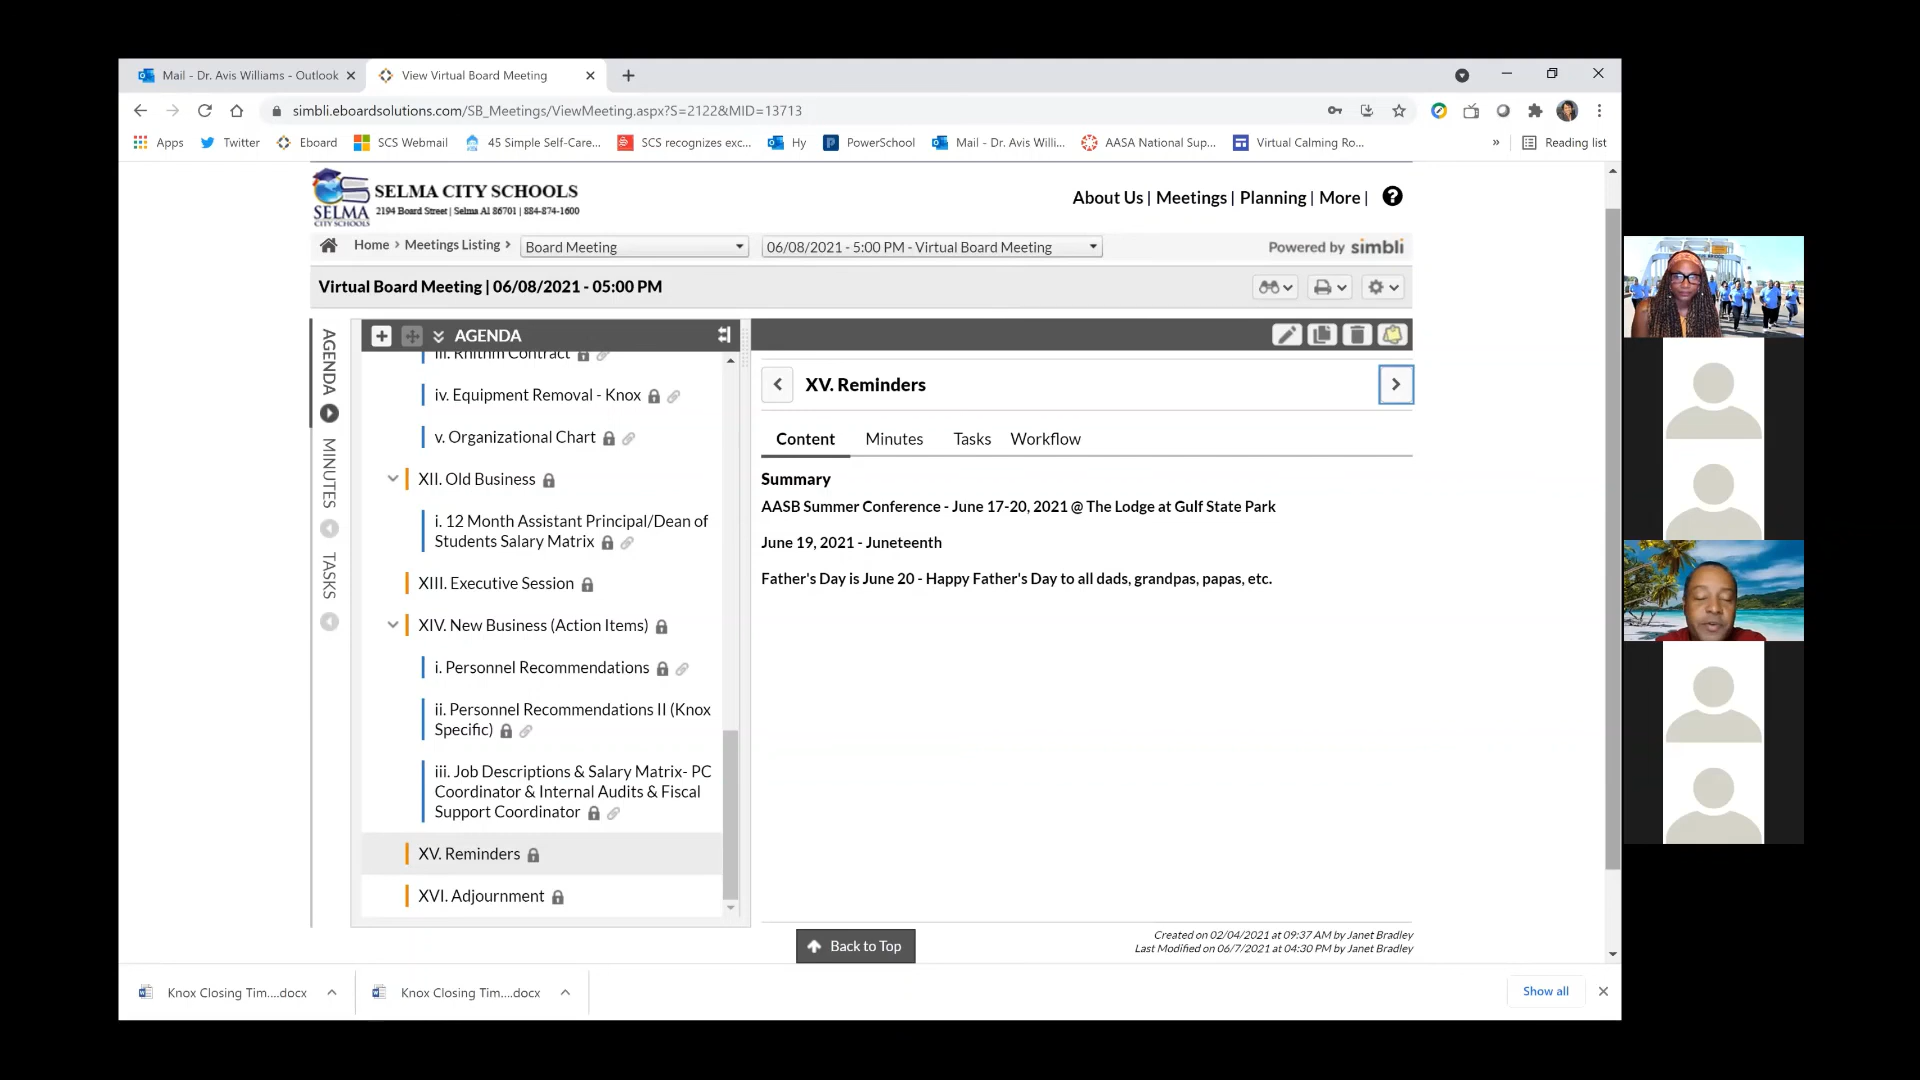 Mail - Dr. Avis Williams - Outlook
View Virtual Board Meeting
simbli.eboardsolutions.com/SB_Meetings/ViewMeeting.aspx?S=2122&MID=13713
Apps
Twitter
Eboard
SCS Webmail
45 Simple Self-Care...
SCS recognizes exc...
Hy
PowerSchool
Mail - Dr. Avis Willi...
AASA National Sup...
Virtual Calming Ro...
»
Reading list
SELMA CITY SCHOOLS
2194 Board Street | Selma Al 86701 | 884-874-1600
SELMA
CITY SCHOOLS
About Us | Meetings | Planning | More |
Home > Meetings Listing >
Board Meeting
06/08/2021 - 5:00 PM - Virtual Board Meeting
Powered by simbli
Virtual Board Meeting | 06/08/2021 - 05:00 PM
AGENDA
MINUTES
TASKS
AGENDA
iii. Rhithm Contract
iv. Equipment Removal - Knox
v. Organizational Chart
XII. Old Business
i. 12 Month Assistant Principal/Dean of
Students Salary Matrix
XIII. Executive Session
XIV. New Business (Action Items)
i. Personnel Recommendations
ii. Personnel Recommendations II (Knox
Specific)
iii. Job Descriptions & Salary Matrix- PC
Coordinator & Internal Audits & Fiscal
Support Coordinator
XV. Reminders
XVI. Adjournment
XV. Reminders
Content
Minutes
Tasks
Workflow
Summary
AASB Summer Conference - June 17-20, 2021 @ The Lodge at Gulf State Park
June 19, 2021 - Juneteenth
Father's Day is June 20 - Happy Father's Day to all dads, grandpas, papas, etc.
Created on 02/04/2021 at 09:37 AM by Janet Bradley
Last Modified on 06/7/2021 at 04:30 PM by Janet Bradley
Back to Top
Knox Closing Tim....docx
Knox Closing Tim....docx
Show all